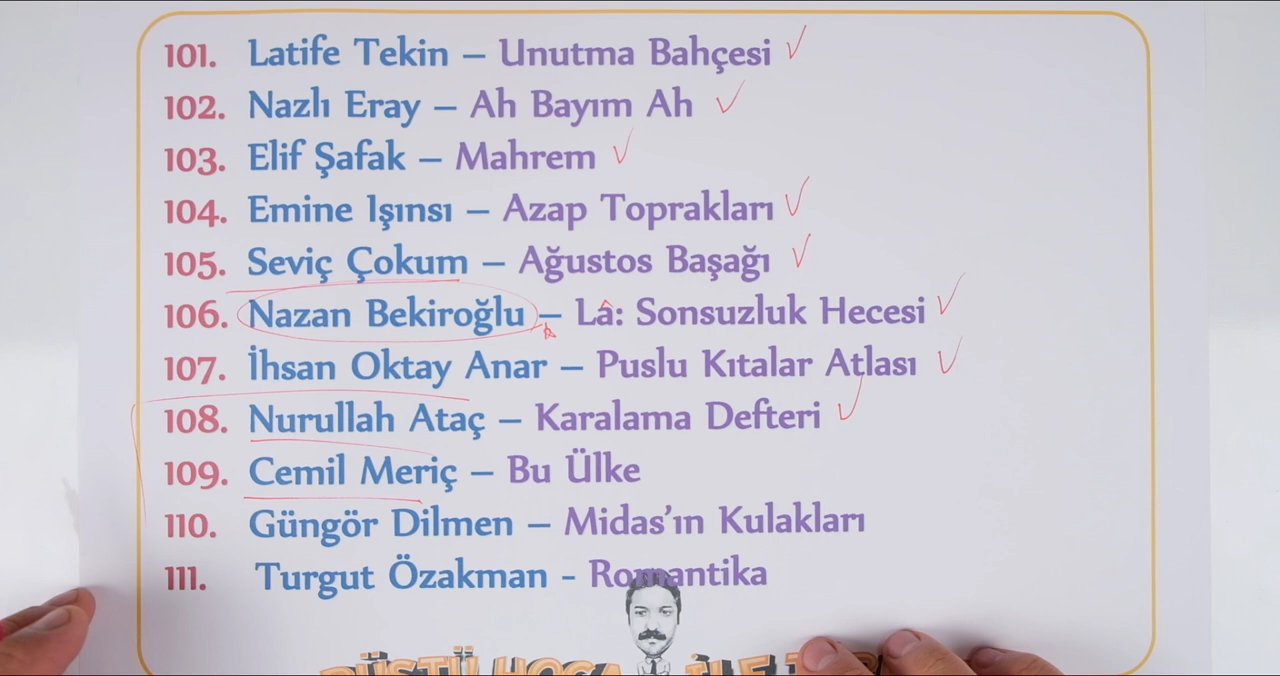 101. Latife Tekin – Unutma Bahçesi
102. Nazlı Eray – Ah Bayım Ah
103. Elif Şafak – Mahrem
104. Emine Işınsı – Azap Toprakları
105. Seviç Çokum – Ağustos Başağı
106. Nazan Bekiroğlu – Lâ: Sonsuzluk Hecesi
107. İhsan Oktay Anar – Puslu Kıtalar Atlası
108. Nurullah Ataç – Karalama Defteri
109. Cemil Meriç – Bu Ülke
110. Güngör Dilmen – Midas'ın Kulakları
111. Turgut Özakman - Romantika
RÜŞTÜ HOCA İLE